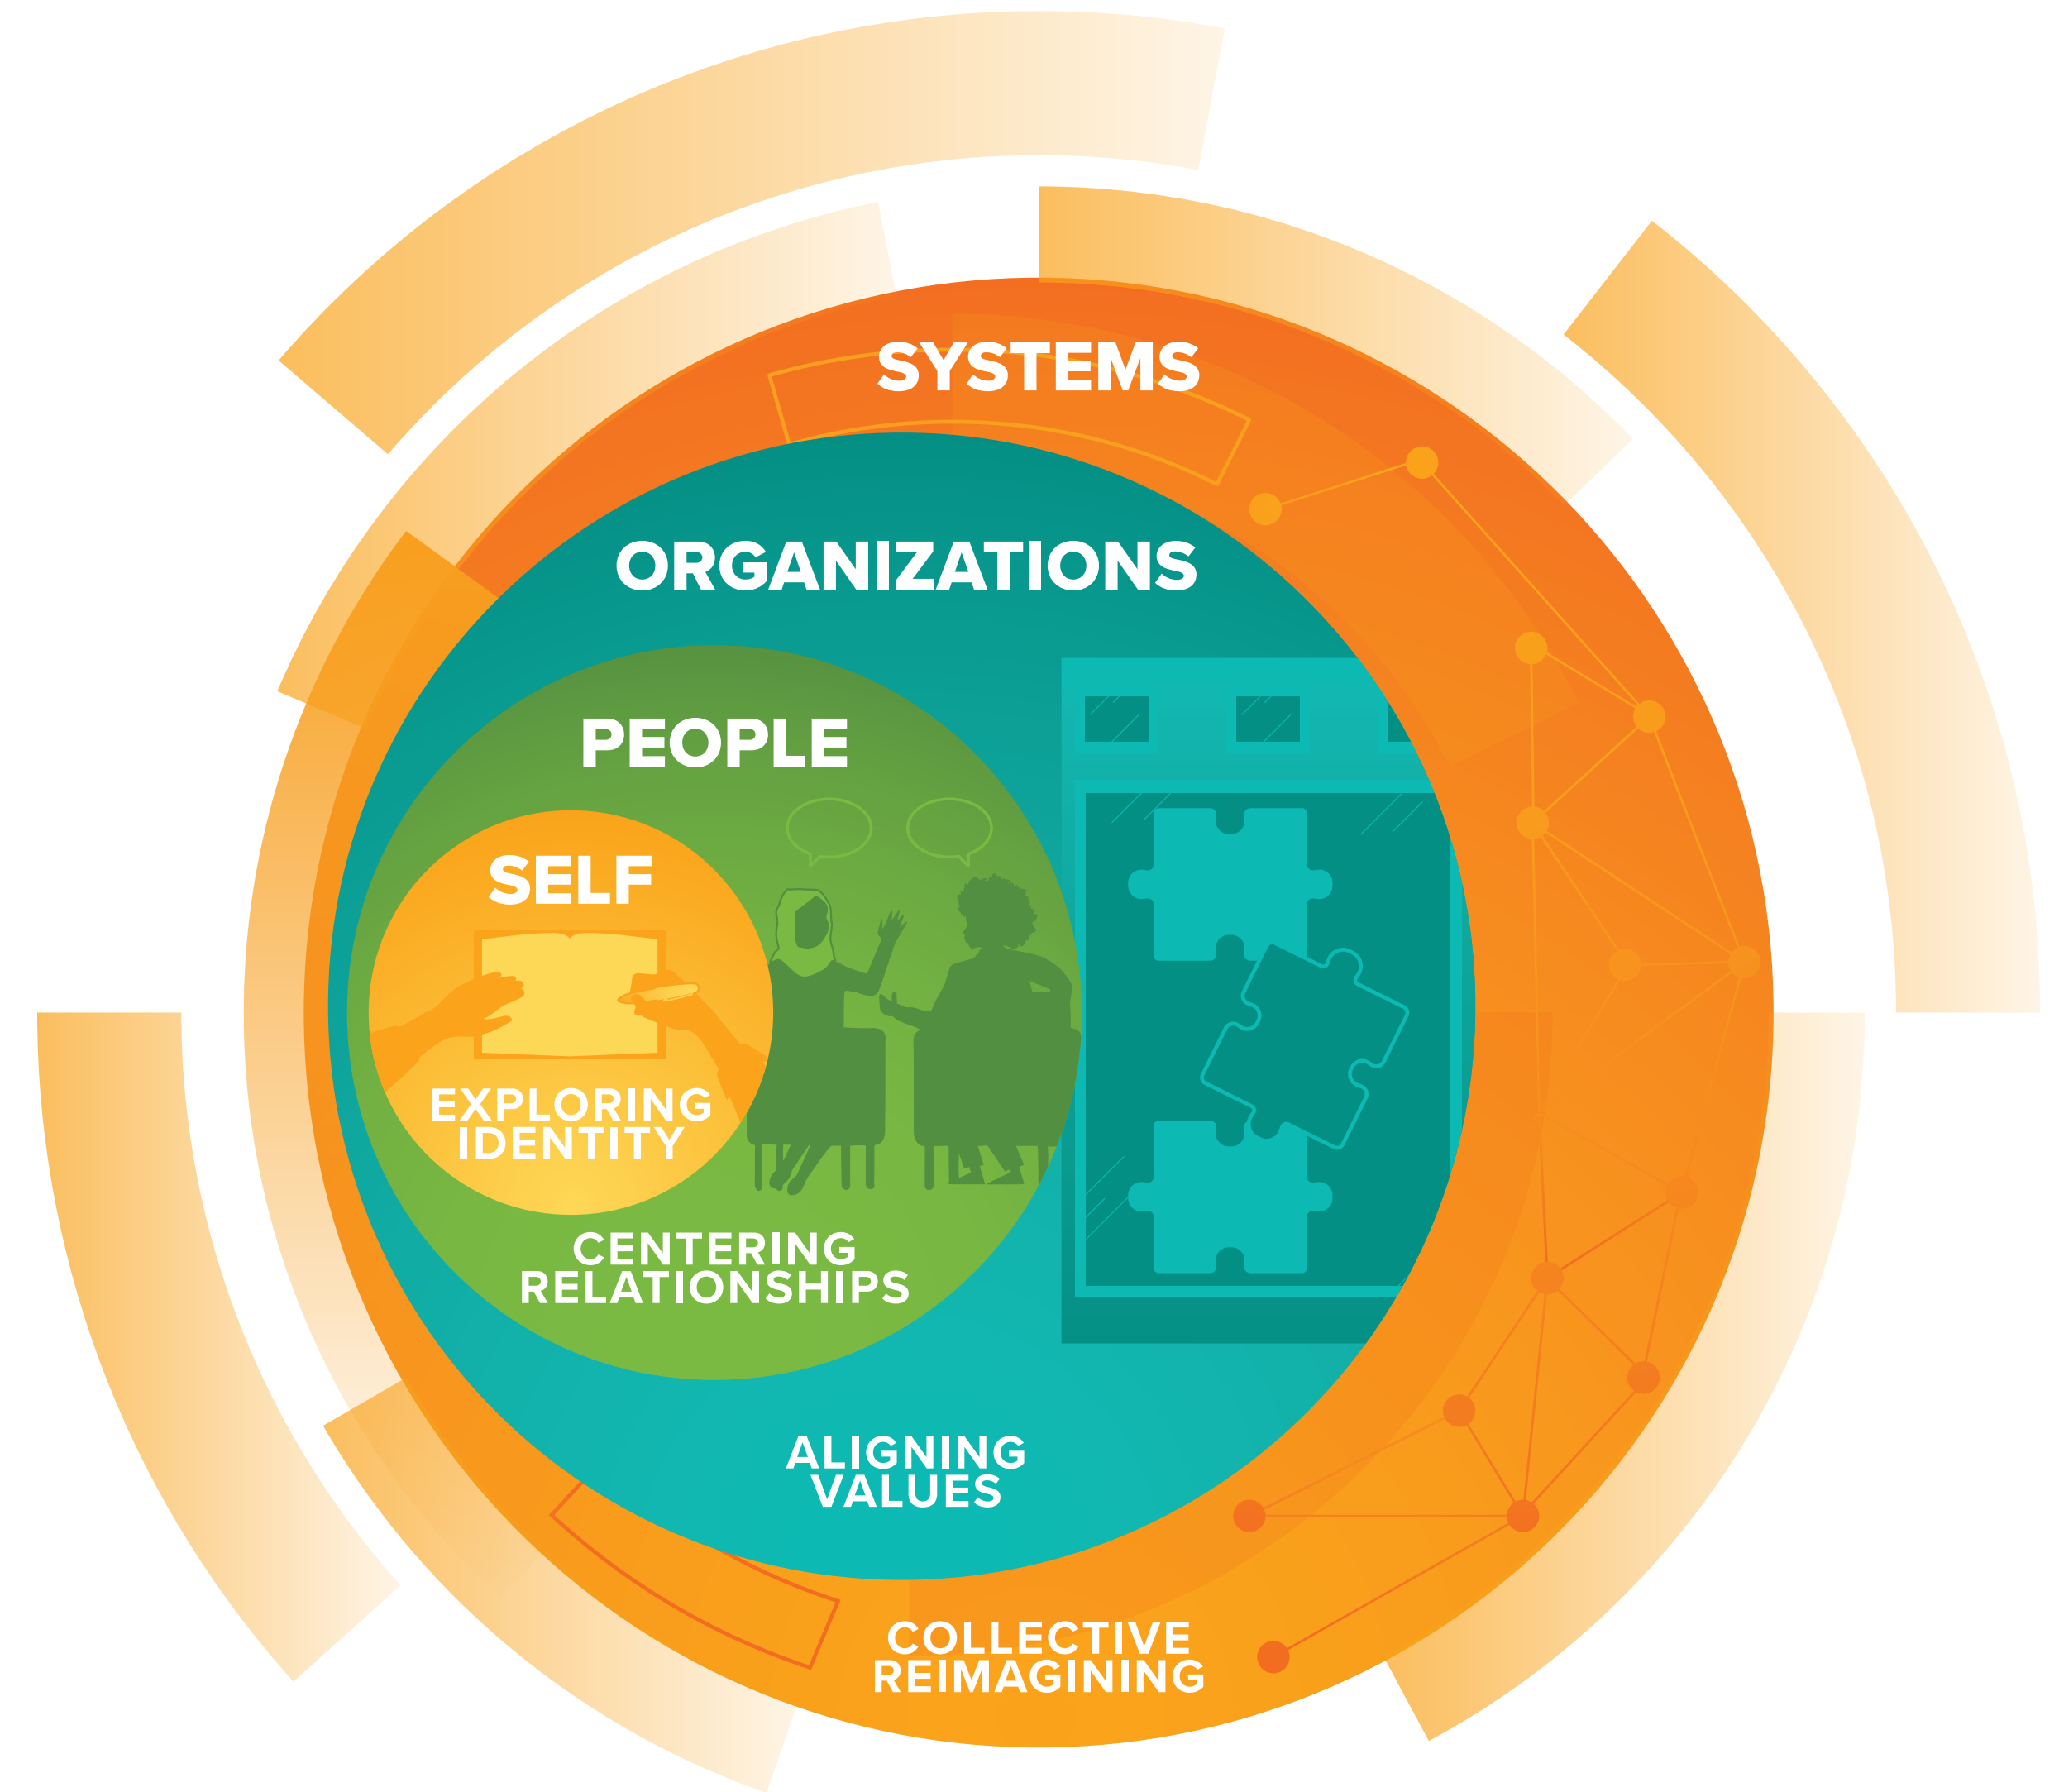 SYSTEMS
ORGANIZATIONS
PEOPLE
SELF
EXPLORING
IDENTITY
CENTERING
RELATIONSHIPS
ALIGNING
VALUES
COLLECTIVE
REIMAGINING